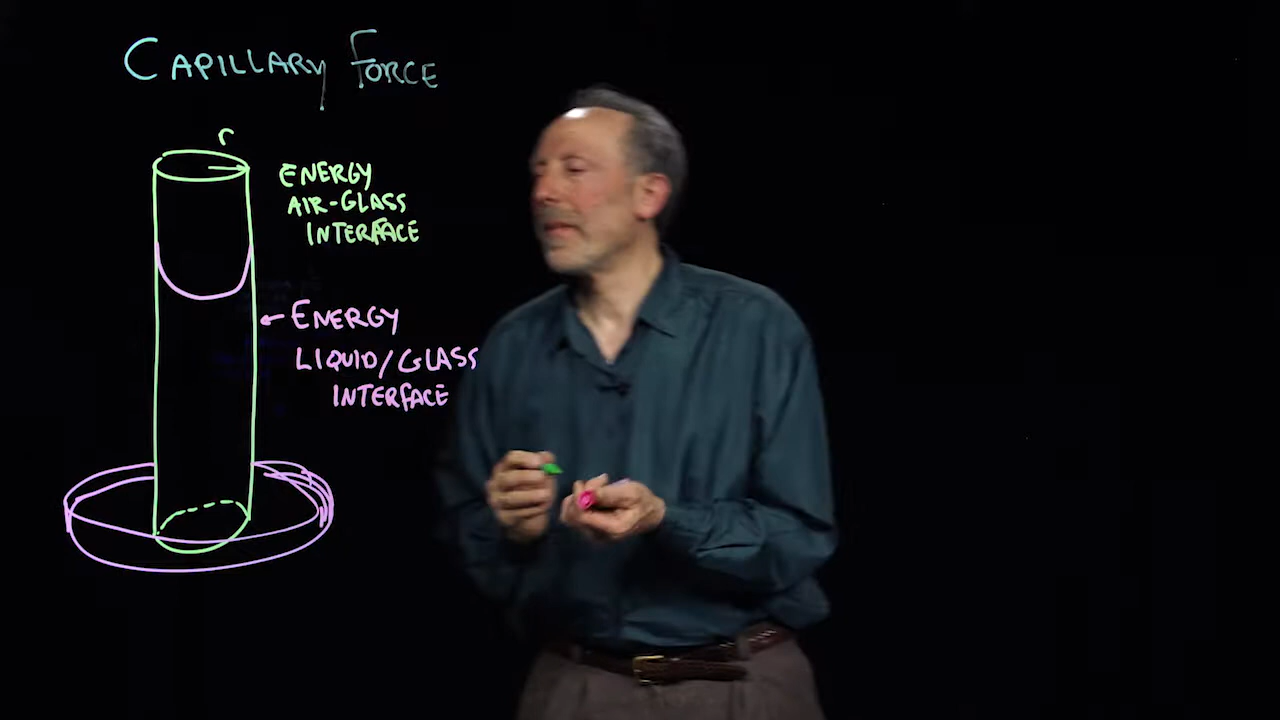 CAPILLARY FORCE
r
ENERGY
AIR-GLASS
INTERFACE
ENERGY
LIQUID/GLASS
INTERFACE